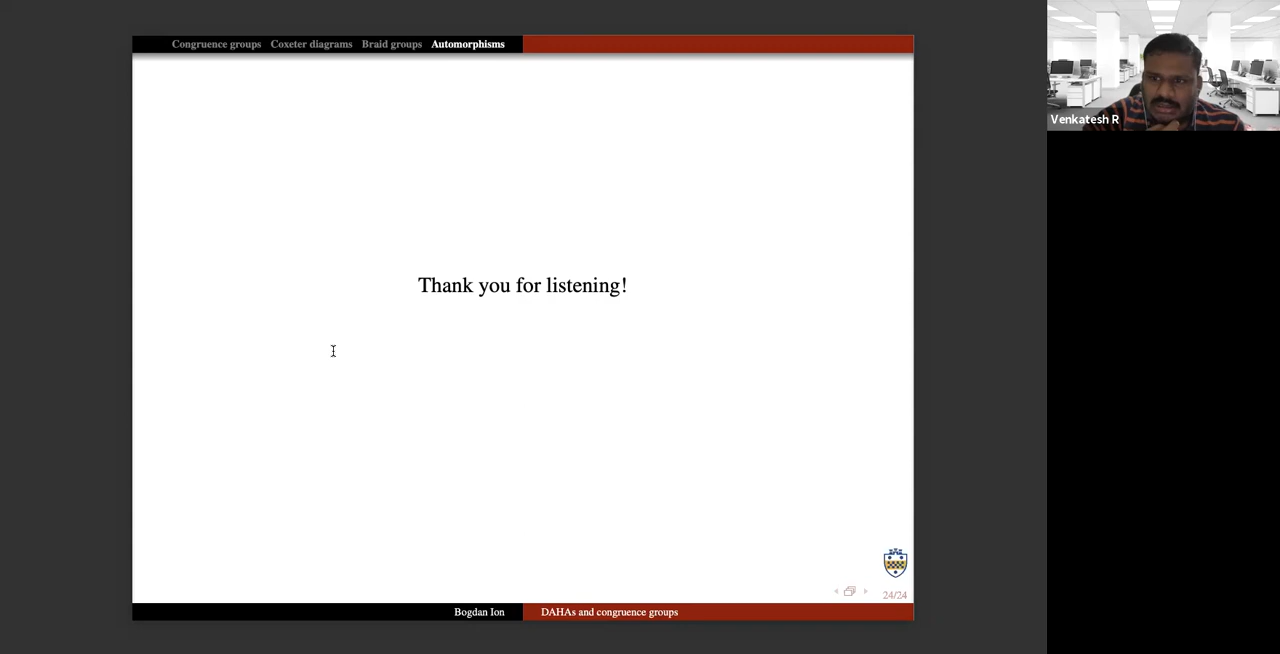 Congruence groups Coxeter diagrams Braid groups Automorphisms
Venkatesh R
Thank you for listening!
24/24
Bogdan Ion DAHAs and congruence groups